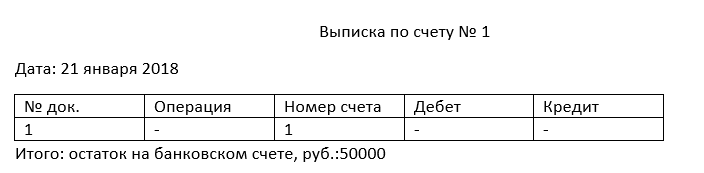 Выписка по счету № 1
Дата: 21 января 2018
№ док. Операция Номер счета Дебет Кредит
1 - 1 - -
Итого: остаток на банковском счете, руб.:50000